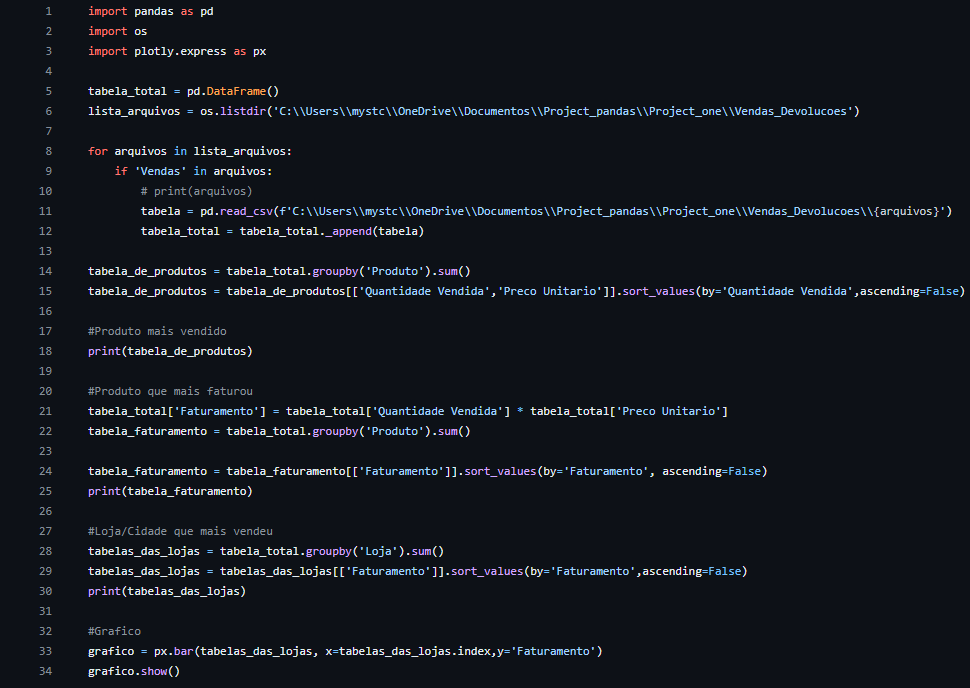 1 import pandas as pd
2 import os
3 import plotly.express as px
4
5 tabela_total = pd.DataFrame()
6 lista_arquivos = os.listdir('C:\\Users\\mystc\\OneDrive\\Documentos\\Project_pandas\\Project_one\\Vendas_Devolucoes')
7
8 for arquivos in lista_arquivos:
9     if 'Vendas' in arquivos:
10         # print(arquivos)
11         tabela = pd.read_csv(f'C:\\Users\\mystc\\OneDrive\\Documentos\\Project_pandas\\Project_one\\Vendas_Devolucoes\\{arquivos}')
12         tabela_total = tabela_total._append(tabela)
13
14 tabela_de_produtos = tabela_total.groupby('Produto').sum()
15 tabela_de_produtos = tabela_de_produtos[['Quantidade Vendida','Preco Unitario']].sort_values(by='Quantidade Vendida',ascending=False)
16
17 #Produto mais vendido
18 print(tabela_de_produtos)
19
20 #Produto que mais faturou
21 tabela_total['Faturamento'] = tabela_total['Quantidade Vendida'] * tabela_total['Preco Unitario']
22 tabela_faturamento = tabela_total.groupby('Produto').sum()
23
24 tabela_faturamento = tabela_faturamento[['Faturamento']].sort_values(by='Faturamento', ascending=False)
25 print(tabela_faturamento)
26
27 #Loja/Cidade que mais vendeu
28 tabelas_das_lojas = tabela_total.groupby('Loja').sum()
29 tabelas_das_lojas = tabelas_das_lojas[['Faturamento']].sort_values(by='Faturamento',ascending=False)
30 print(tabelas_das_lojas)
31
32 #Grafico
33 grafico = px.bar(tabelas_das_lojas, x=tabelas_das_lojas.index,y='Faturamento')
34 grafico.show()